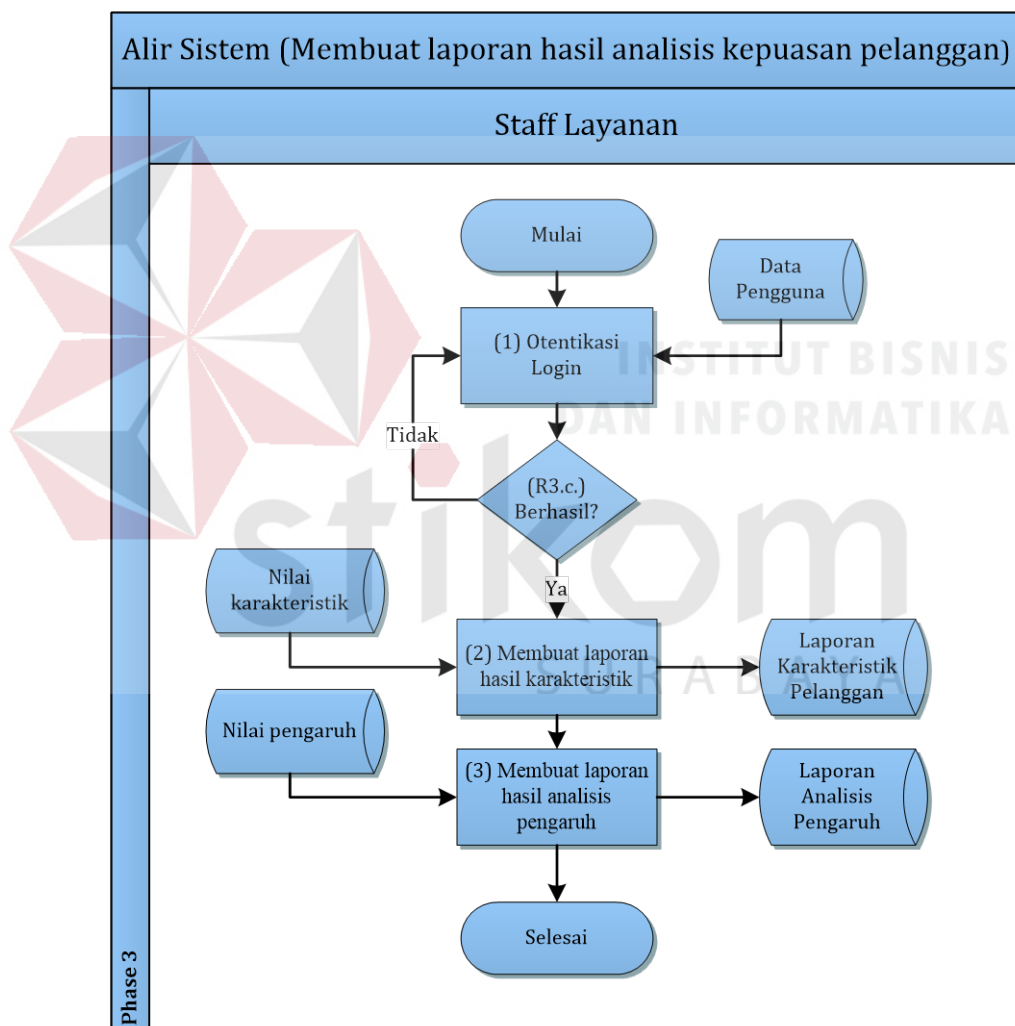 Alir Sistem (Membuat laporan hasil analisis kepuasan pelanggan)
Staff Layanan
Mulai
Data
Pengguna
(1) Otentikasi
Login
INSTITUT BISNIS
DAN INFORMATIKA
Tidak
(R3.c.)
Berhasil?
stikom
SURABAYA
Ya
Nilai
karakteristik
(2) Membuat laporan
hasil karakteristik
Laporan
Karakteristik
Pelanggan
Nilai pengaruh
(3) Membuat laporan
hasil analisis
pengaruh
Laporan
Analisis
Pengaruh
Selesai
Phase 3